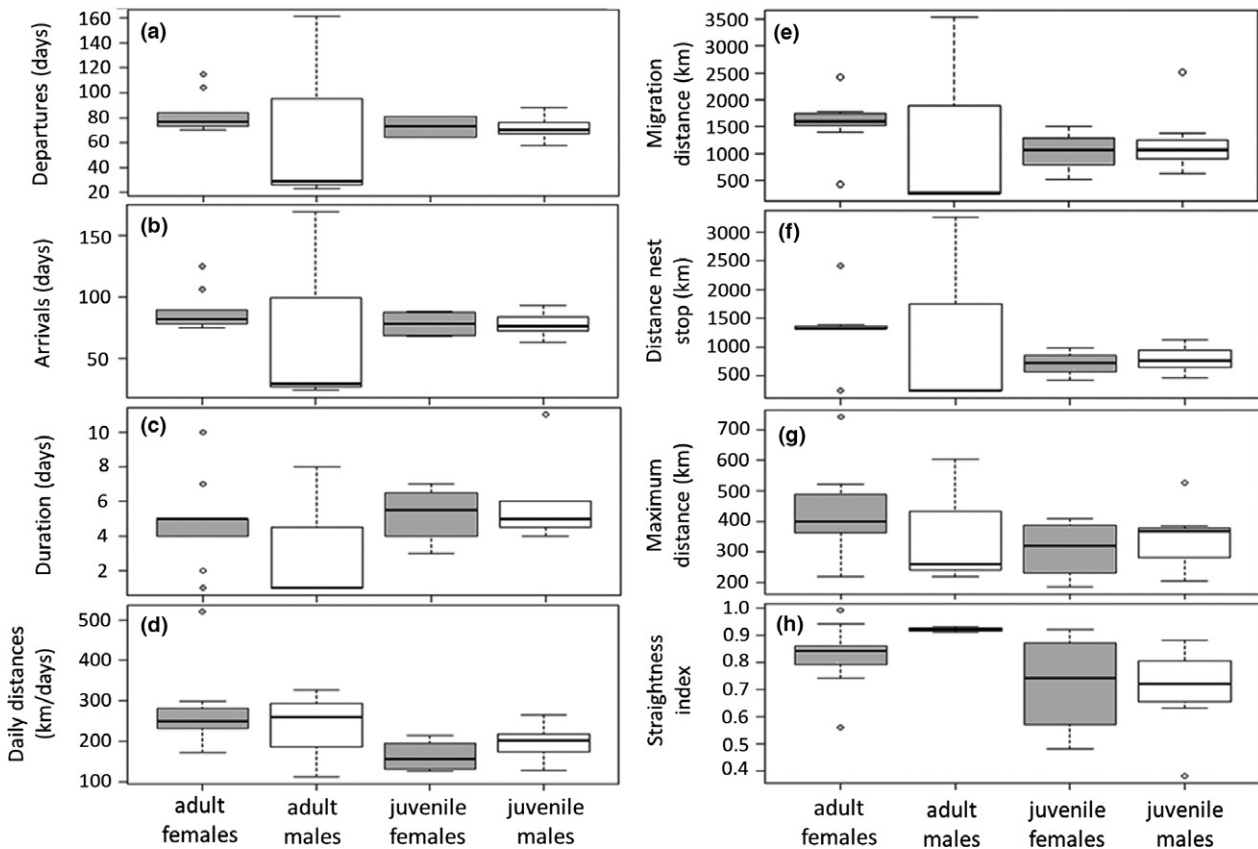 (a)
Departures (days)
160
140
120
100
80
60
40
20
(b)
Arrivals (days)
150
100
50
(c)
Duration (days)
10
8
6
4
2
(d)
Daily distances
(km/days)
500
400
300
200
100
adult
females
adult
males
juvenile
females
juvenile
males
(e)
Migration
distance (km)
3500
3000
2500
2000
1500
1000
500
(f)
Distance nest
stop (km)
3000
2500
2000
1500
1000
500
(g)
Maximum
distance (km)
700
600
500
400
300
200
(h)
Straightness
index
1.0
0.9
0.8
0.7
0.6
0.5
0.4
adult
females
adult
males
juvenile
females
juvenile
males